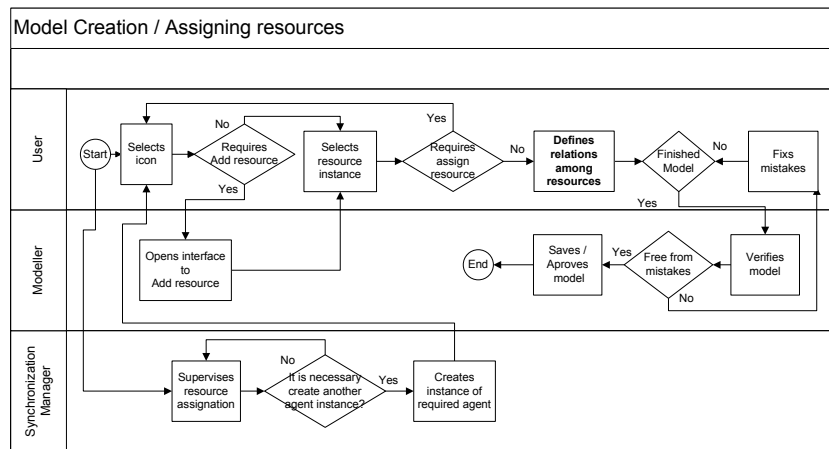 Model Creation / Assigning resources
User
Start
Selects
icon
No
Requires
Add resource
Yes
Selects
resource
instance
Yes
Requires
assign
resource
No
Defines
relations
among
resources
Finished
Model
No
Yes
Fixs
mistakes
Modeller
Opens interface
to
Add resource
End
Saves /
Aproves
model
Yes
Free from
mistakes
No
Verifies
model
Synchronization
Manager
Supervises
resource
assignation
No
It is necessary
create another
agent instance?
Yes
Creates
instance of
required agent